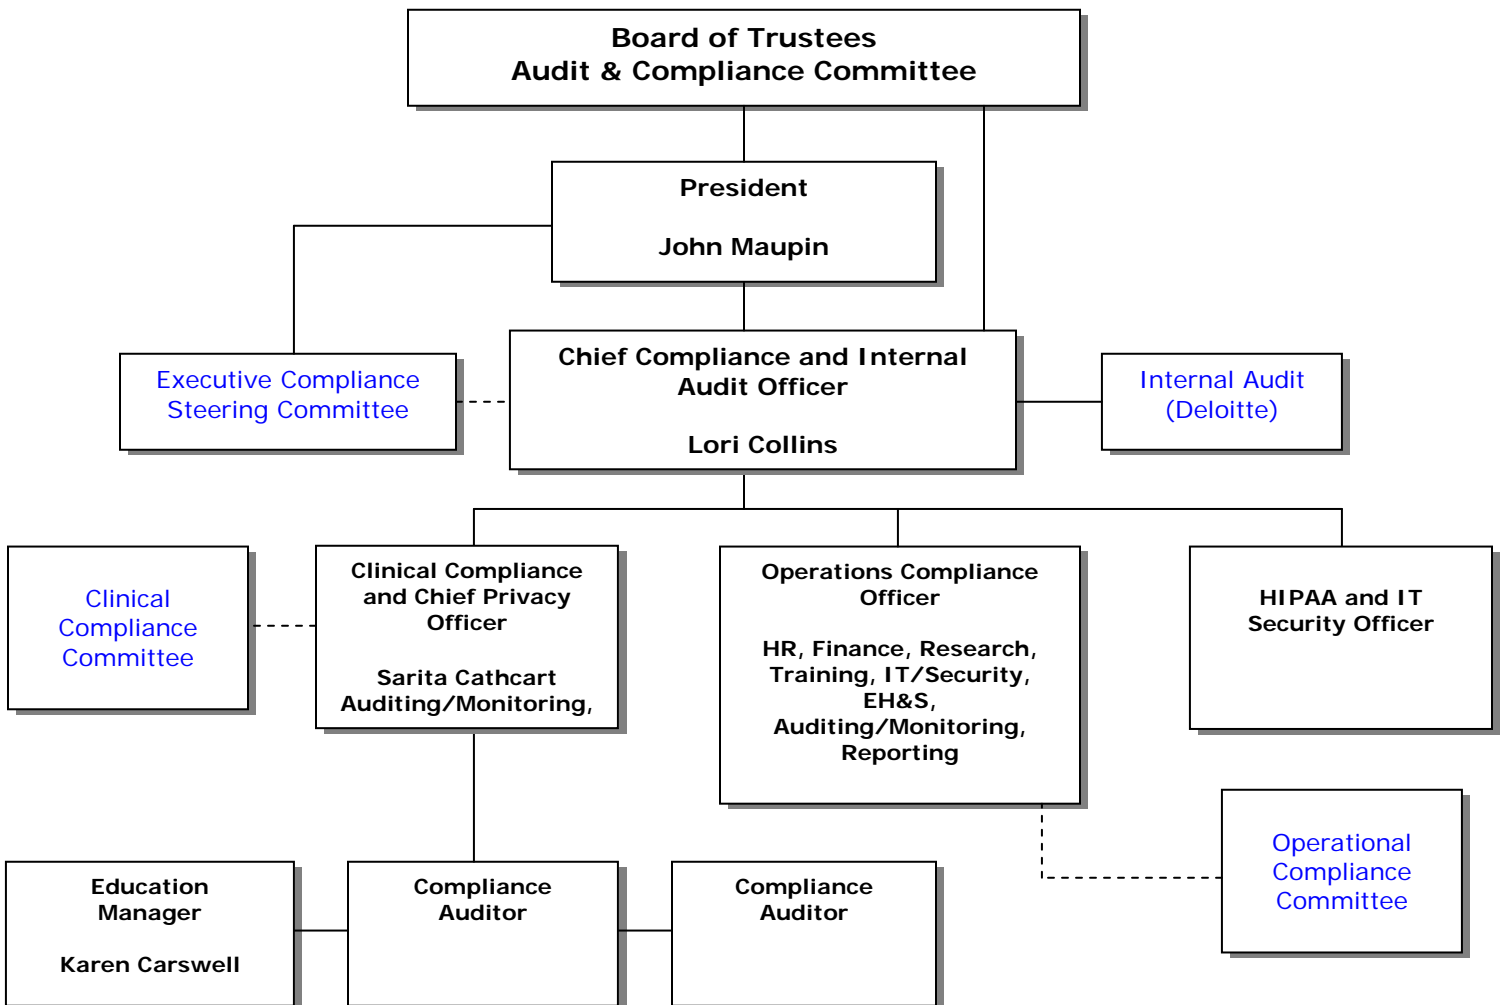 Board of Trustees
Audit & Compliance Committee
President
John Maupin
Executive Compliance
Steering Committee
Chief Compliance and Internal
Audit Officer
Lori Collins
Internal Audit
(Deloitte)
Clinical
Compliance
Committee
Clinical Compliance
and Chief Privacy
Officer
Sarita Cathcart
Auditing/Monitoring,
Operations Compliance
Officer
HR, Finance, Research,
Training, IT/Security,
EH&S,
Auditing/Monitoring,
Reporting
HIPAA and IT
Security Officer
Operational
Compliance
Committee
Education
Manager
Karen Carswell
Compliance
Auditor
Compliance
Auditor